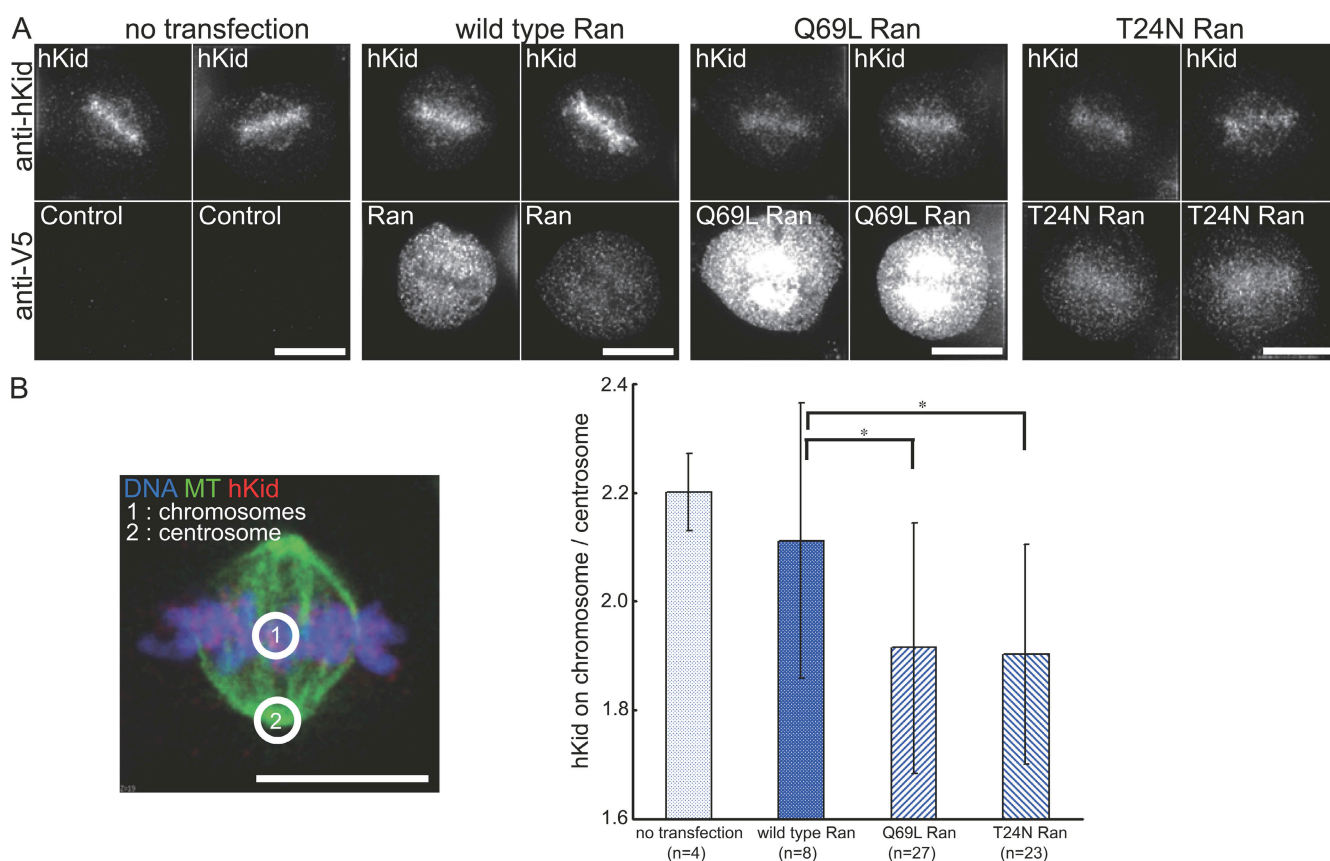 A
no transfection
wild type Ran
Q69L Ran
T24N Ran
anti-hKid
hKid
hKid
hKid
hKid
hKid
hKid
hKid
hKid
anti-V5
Control
Control
Ran
Ran
Q69L Ran
Q69L Ran
T24N Ran
T24N Ran
B
DNA MT hKid
1 : chromosomes
2 : centrosome
1
2
Z=19
hKid on chromosome / centrosome
2.4
2.2
2.0
1.8
1.6
*
*
no transfection
(n=4)
wild type Ran
(n=8)
Q69L Ran
(n=27)
T24N Ran
(n=23)